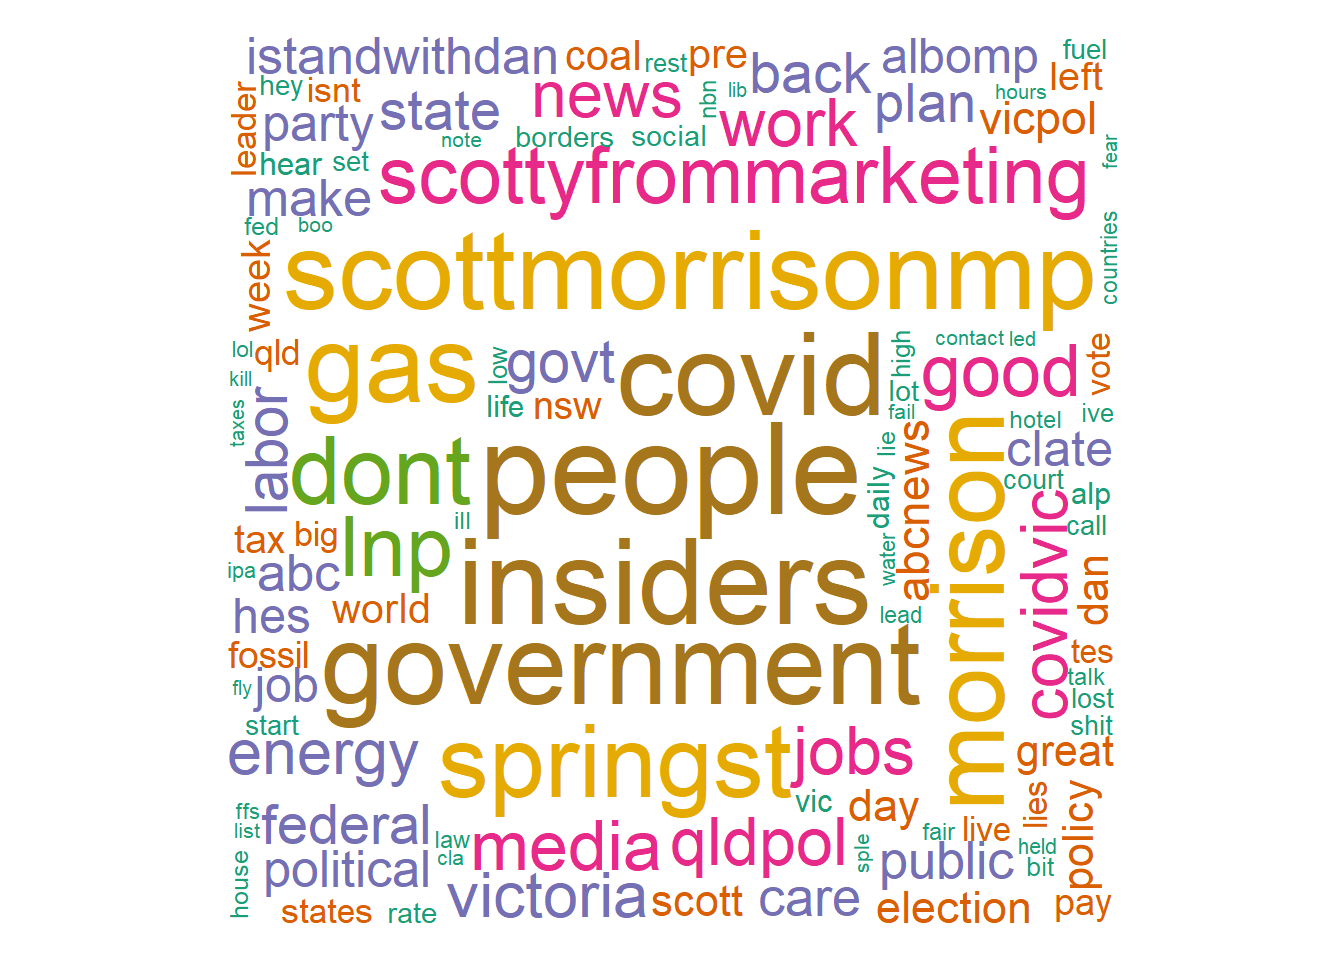 istandwithdan
coal
rest
pre
back
albomp
fuel
left
hey
isnt
leader
party
state
news
nbn
lib
work
plan
hours
vicpol
note
borders
social
fear
hear
set
make
scottyfrommarketing
fed
boo
week
scottmorrisonmp
countries
lol
qld
kill
taxes
gas
low
govt
life
nsw
covid
high
lot
fail
contact
led
good
vote
hotel
ive
labor
dont
people
lie
daily
abcnews
morrison
clate
court
alp
covidvic
call
ill
lnp
tax
big
ipa
abc
insiders
water
lead
dan
hes
world
fossil
government
tes
talk
lost
shit
fly
job
start
energy
springst
jobs
great
vic
day
lies
policy
ffs
list
federal
law
cla
media
qldpol
sple
fair
live
held
bit
house
political
public
victoria
scott
care
election
pay
states
rate